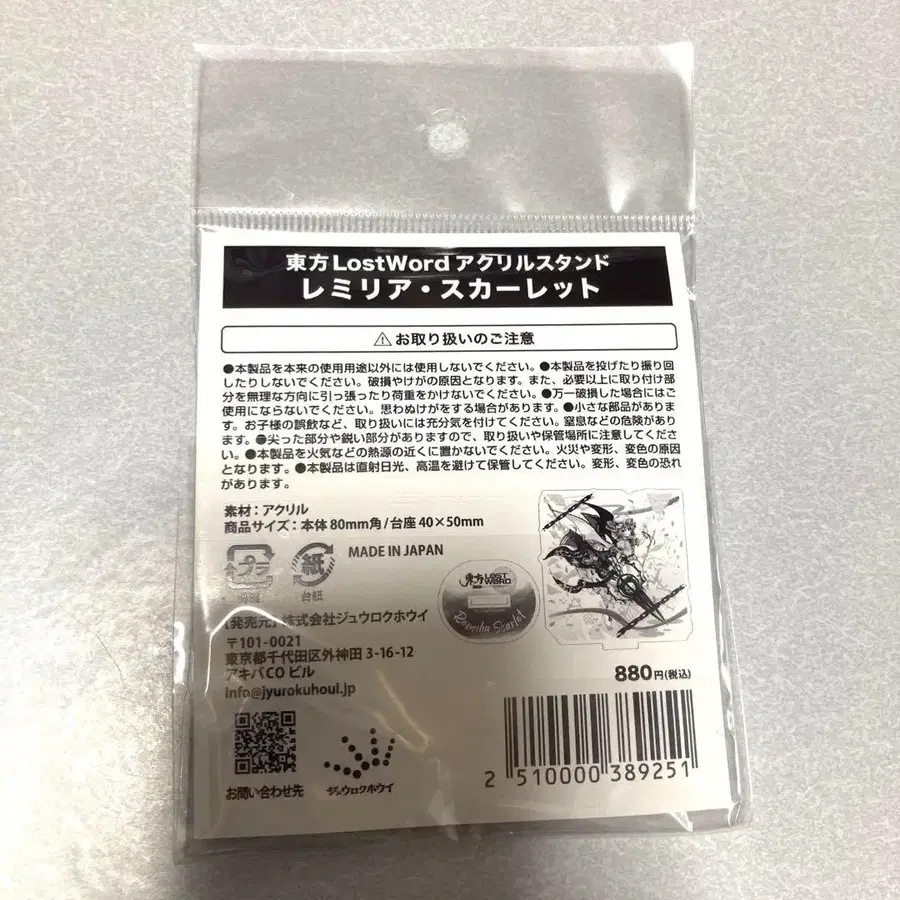 東方LostWordアクリルスタンド
レミリア・スカーレット
⚠お取り扱いのご注意
●本製品を本来の使用用途以外には使用しないでください。●本製品を投げたり振り回
したりしないでください。破損やけがの原因となります。また、必要以上に取り付け部
分を無理な方向に引っ張ったり荷重をかけないでください。●万一破損した場合にはご
使用にならないでください。思わぬけがをする場合があります。●小さな部品がありま
す。お子様の誤飲など、取り扱いには充分気を付けてください。窒息などの危険があり
ます。●尖った部分や鋭い部分がありますので、取り扱いや保管場所に注意してくださ
い。●本製品を火気などの熱源の近くに置かないでください。火災や変形、変色の原因
となります。●本製品は直射日光、高温を避けて保管してください。変形、変色の恐れ
があります。
素材：アクリル
商品サイズ：本体 80mm角/台座 40×50mm
プラ
外袋
紙
台紙
MADE IN JAPAN
東方LOST WORD
Remilia Scarlet
【発売元】株式会社ジュウロクホウイ
〒101-0021
東京都千代田区外神田 3-16-12
アキバCO ビル
info@jyurokuhoui.jp
880円(税込)
お問い合わせ先
ジュウロクホウイ
2 510000 389251